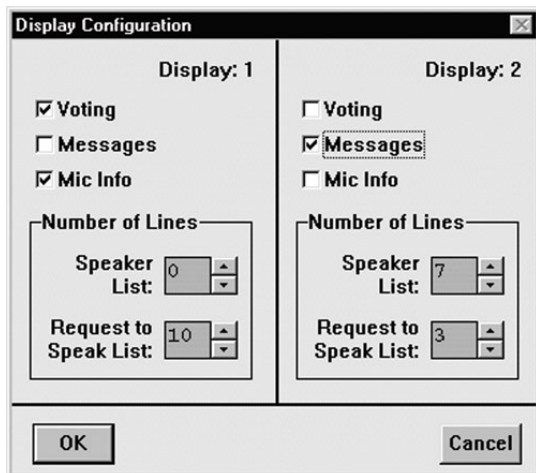 Display Configuration
Display: 1
Voting
Messages
Mic Info
Number of Lines
Speaker
List: 0
Request to
Speak List: 10
Display: 2
Voting
Messages
Mic Info
Number of Lines
Speaker
List: 7
Request to
Speak List: 3
OK
Cancel